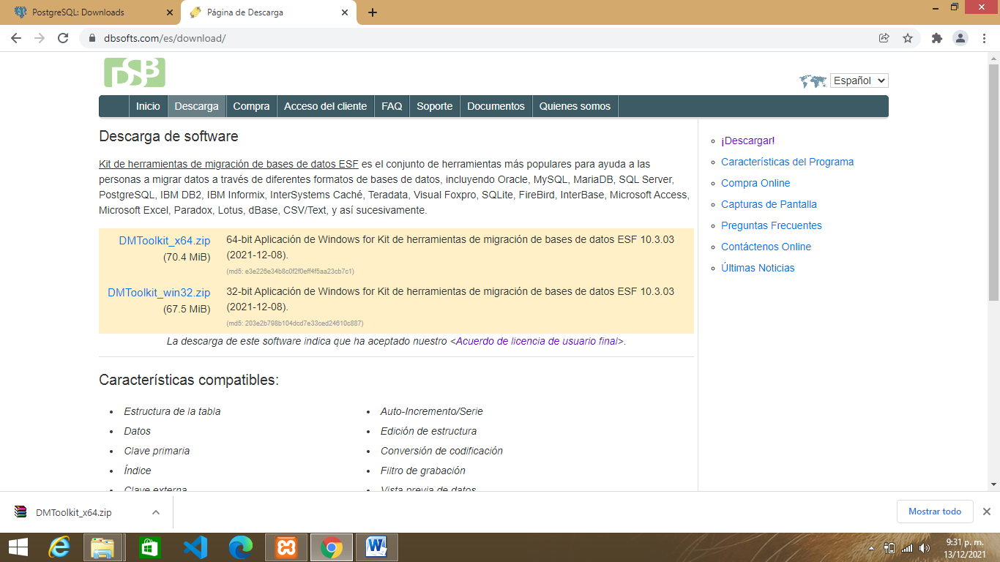 PostgreSQL: Downloads
Página de Descarga
dbsofts.com/es/download/
DSB
Español
Inicio
Descarga
Compra
Acceso del cliente
FAQ
Soporte
Documentos
Quienes somos
Descarga de software
Kit de herramientas de migración de bases de datos ESF es el conjunto de herramientas más populares para ayuda a las
personas a migrar datos a través de diferentes formatos de bases de datos, incluyendo Oracle, MySQL, MariaDB, SQL Server,
PostgreSQL, IBM DB2, IBM Informix, InterSystems Caché, Teradata, Visual Foxpro, SQLite, FireBird, InterBase, Microsoft Access,
Microsoft Excel, Paradox, Lotus, dBase, CSV/Text, y así sucesivamente.
DMToolkit_x64.zip
(70.4 MiB)
64-bit Aplicación de Windows for Kit de herramientas de migración de bases de datos ESF 10.3.03
(2021-12-08).
(md5: e3e226e34b8c0f2f0eff4f5aa23cb7c1)
DMToolkit_win32.zip
(67.5 MiB)
32-bit Aplicación de Windows for Kit de herramientas de migración de bases de datos ESF 10.3.03
(2021-12-08).
(md5: 203e2b798b104dcd7e33ced24610c887)
La descarga de este software indica que ha aceptado nuestro <Acuerdo de licencia de usuario final>.
Características compatibles:
Estructura de la tabla
Datos
Clave primaria
Índice
Clave externa
Auto-Incremento/Serie
Edición de estructura
Conversión de codificación
Filtro de grabación
Vista previa de datos
¡Descargar!
Características del Programa
Compra Online
Capturas de Pantalla
Preguntas Frecuentes
Contáctenos Online
Últimas Noticias
DMToolkit_x64.zip
Mostrar todo
9:31 p. m.
13/12/2021